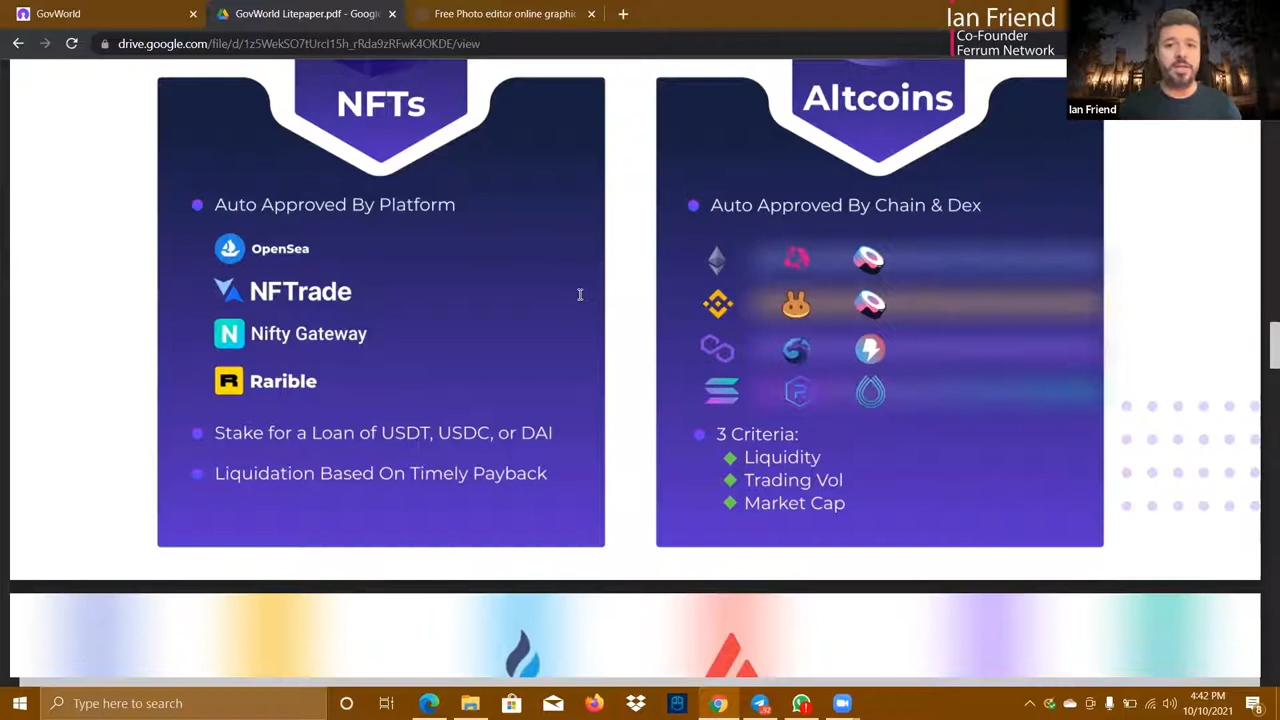 GovWorld
GovWorld Litepaper.pdf - Google
Free Photo editor online graphic
drive.google.com/file/d/1z5WekSO7tUrcI15h_rRda9zRFwK4OKDE/view
Ian Friend
Co-Founder
Ferrum Network
Ian Friend
NFTs
Auto Approved By Platform
OpenSea
NFTrade
N Nifty Gateway
R Rarible
Stake for a Loan of USDT, USDC, or DAI
Liquidation Based On Timely Payback
Altcoins
Auto Approved By Chain & Dex
3 Criteria:
Liquidity
Trading Vol
Market Cap
Type here to search
4:42 PM
10/10/2021